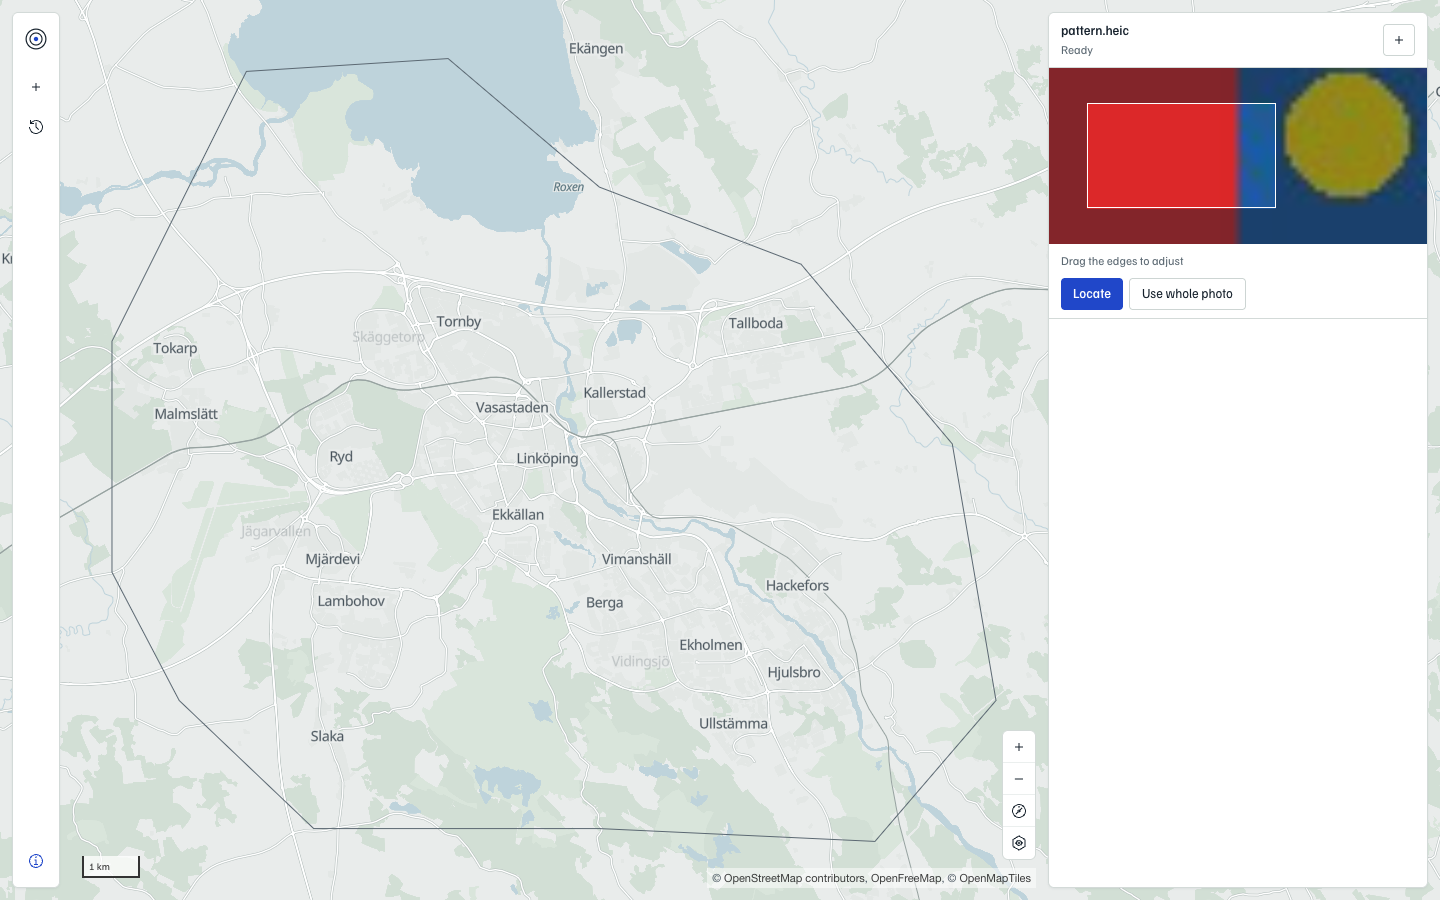 pattern.heic
Ready
Drag the edges to adjust
Locate
Use whole photo
Ekängen
Roxen
Tornby
Skäggetorp
Tallboda
Tokarp
Kallerstad
Malmslätt
Vasastaden
Ryd
Linköping
Ekkällan
Jägarvallen
Mjärdevi
Vimanshäll
Hackefors
Lambohov
Berga
Ekholmen
Vidingsjö
Hjulsbro
Ullstämma
Slaka
1 km
© OpenStreetMap contributors, OpenFreeMap, © OpenMapTiles